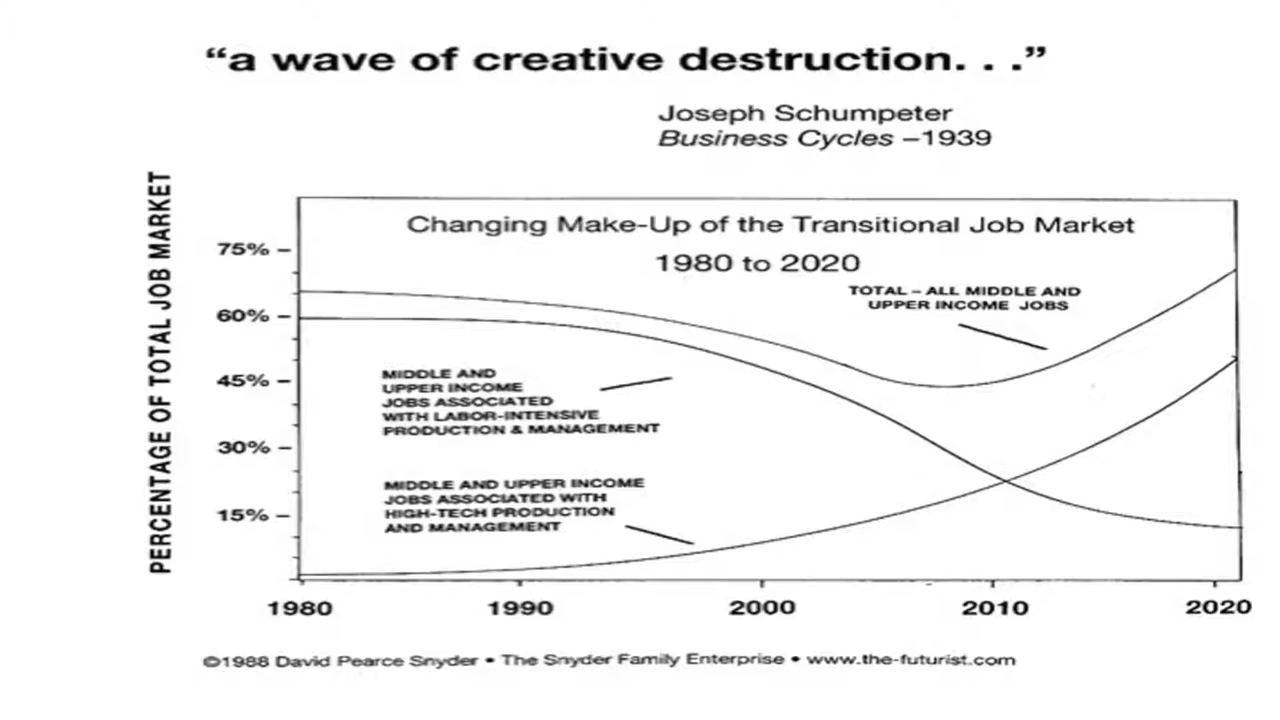 “a wave of creative destruction. . .”
Joseph Schumpeter
Business Cycles –1939
PERCENTAGE OF TOTAL JOB MARKET
Changing Make-Up of the Transitional Job Market
1980 to 2020
75%
60%
45%
30%
15%
TOTAL – ALL MIDDLE AND
UPPER INCOME JOBS
MIDDLE AND
UPPER INCOME
JOBS ASSOCIATED
WITH LABOR-INTENSIVE
PRODUCTION & MANAGEMENT
MIDDLE AND UPPER INCOME
JOBS ASSOCIATED WITH
HIGH-TECH PRODUCTION
AND MANAGEMENT
1980 1990 2000 2010 2020
©1988 David Pearce Snyder • The Snyder Family Enterprise • www.the-futurist.com